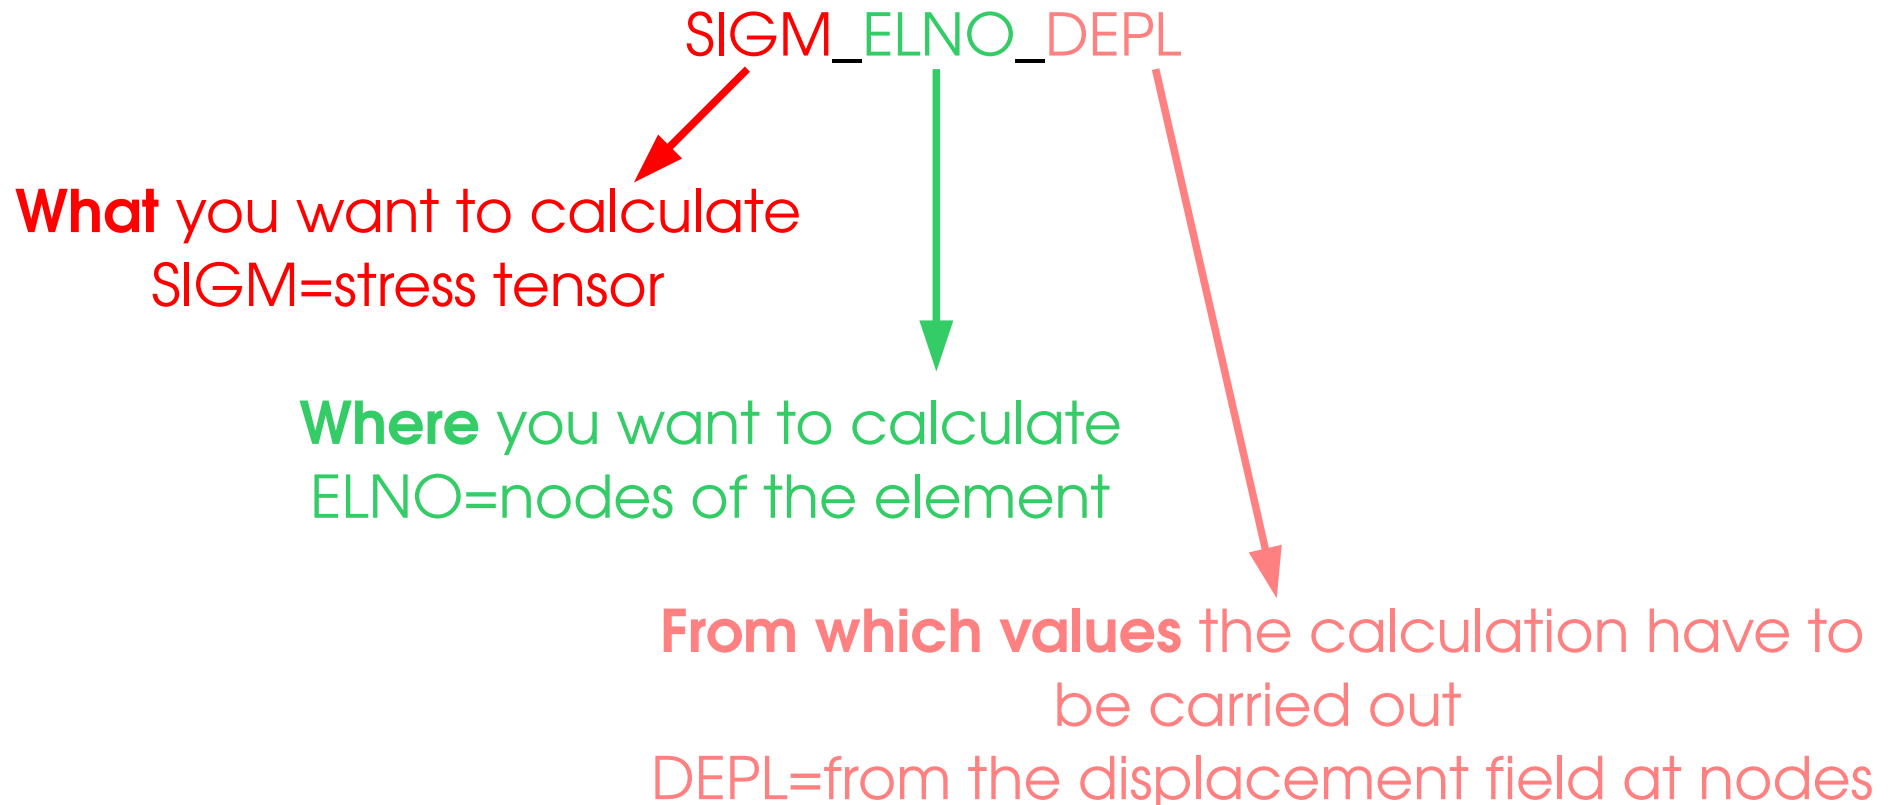 SIGM_ELNO_DEPL
What you want to calculate
SIGM=stress tensor
Where you want to calculate
ELNO=nodes of the element
From which values the calculation have to
be carried out
DEPL=from the displacement field at nodes